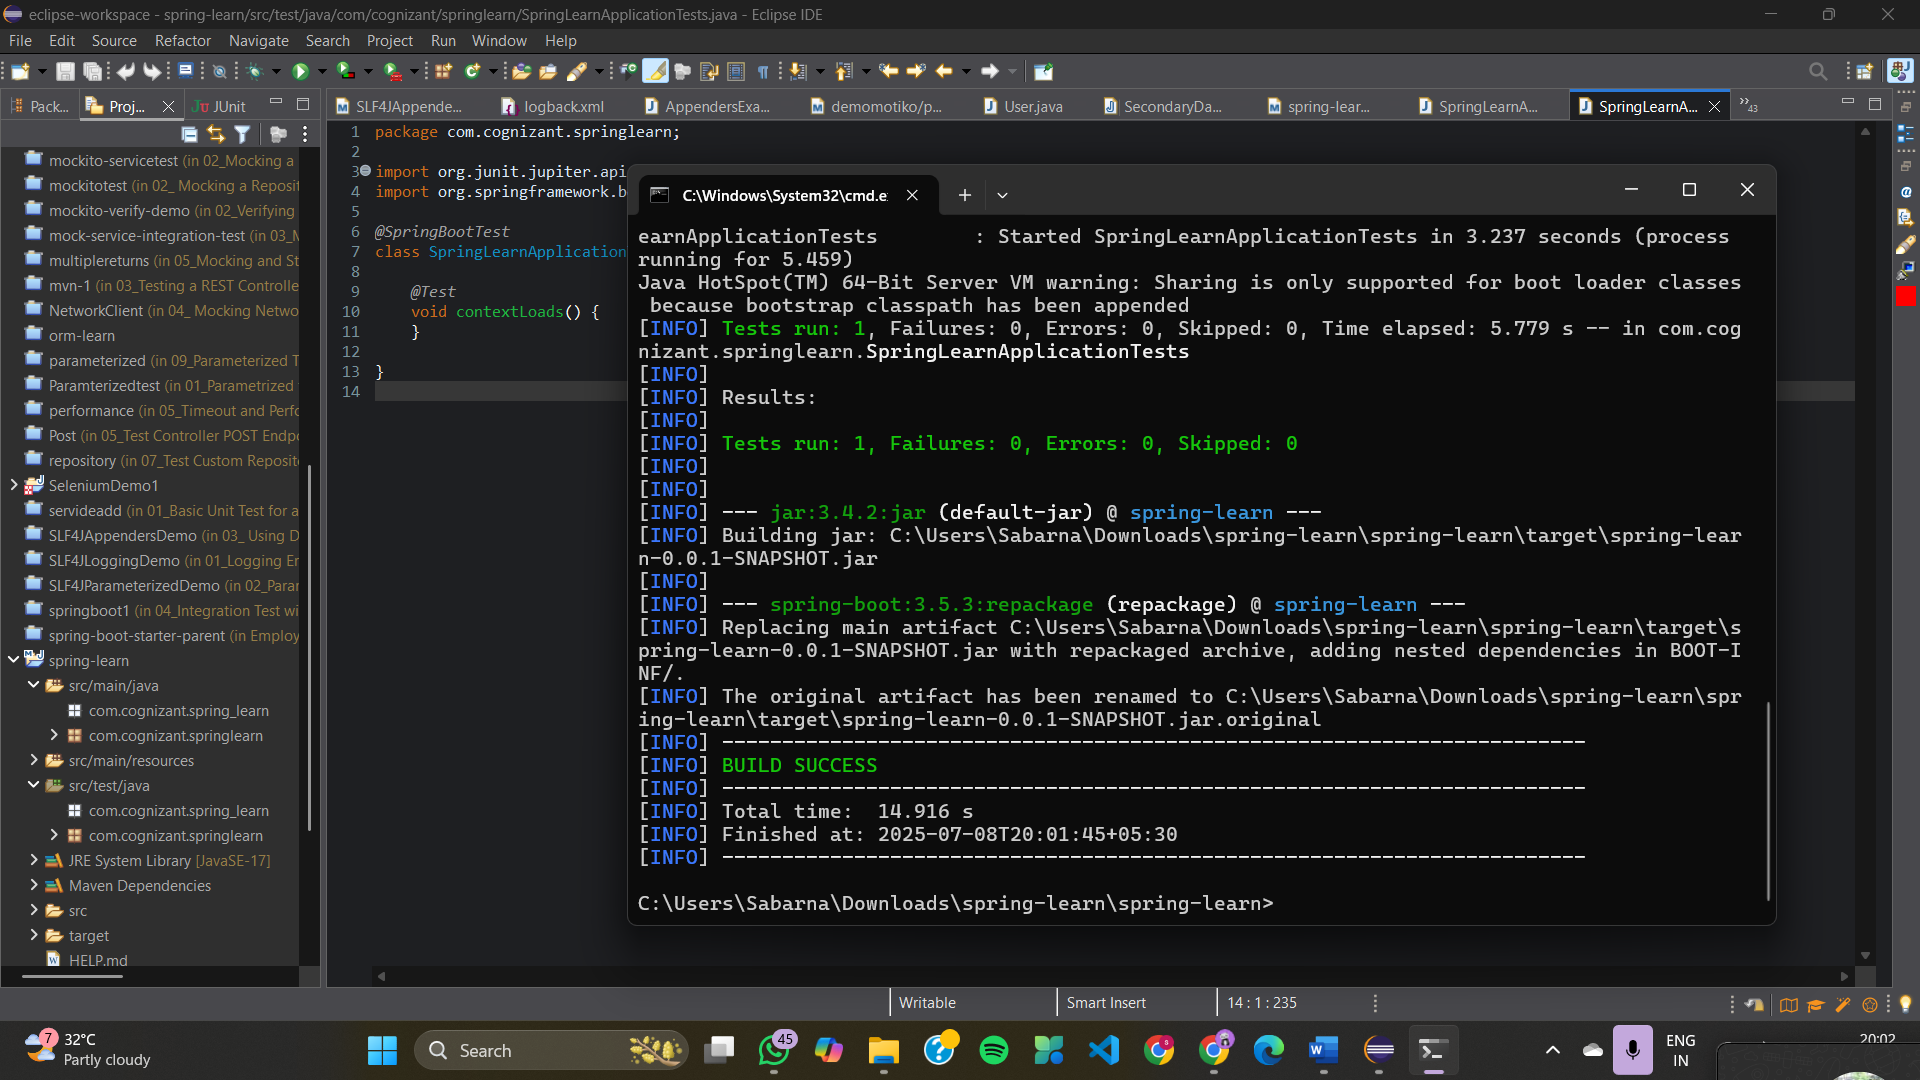 eclipse-workspace - spring-learn/src/test/java/com/cognizant/springlearn/SpringLearnApplicationTests.java - Eclipse IDE
File Edit Source Refactor Navigate Search Project Run Window Help
Pack... Proj... JUnit
SLF4JAppende... logback.xml AppendersExa... demomotiko/p... User.java SecondaryDa... spring-lear... SpringLearnA... SpringLearnA... »43
mockito-servicetest (in 02_Mocking a
mockitotest (in 02_ Mocking a Reposit
mockito-verify-demo (in 02_Verifying
mock-service-integration-test (in 03_M
multiplereturns (in 05_Mocking and St
mvn-1 (in 03_Testing a REST Controlle
NetworkClient (in 04_ Mocking Netwo
orm-learn
parameterized (in 09_Parameterized T
Paramterizedtest (in 01_Parametrized
performance (in 05_Timeout and Perfo
Post (in 05_Test Controller POST Endpo
repository (in 07_Test Custom Reposit
SeleniumDemo1
servideadd (in 01_Basic Unit Test for a
SLF4JAppendersDemo (in 03_ Using D
SLF4JLoggingDemo (in 01_Logging Er
SLF4JParameterizedDemo (in 02_Parar
springboot1 (in 04_Integration Test wi
spring-boot-starter-parent (in Employ
spring-learn
src/main/java
com.cognizant.spring_learn
com.cognizant.springlearn
src/main/resources
src/test/java
com.cognizant.spring_learn
com.cognizant.springlearn
JRE System Library [JavaSE-17]
Maven Dependencies
src
target
HELP.md
1 package com.cognizant.springlearn;
2
3 import org.junit.jupiter.api
4 import org.springframework.b
5
6 @SpringBootTest
7 class SpringLearnApplication
8
9 @Test
10 void contextLoads() {
11 }
12
13 }
14
C:\Windows\System32\cmd.e
earnApplicationTests : Started SpringLearnApplicationTests in 3.237 seconds (process
running for 5.459)
Java HotSpot(TM) 64-Bit Server VM warning: Sharing is only supported for boot loader classes
because bootstrap classpath has been appended
[INFO] Tests run: 1, Failures: 0, Errors: 0, Skipped: 0, Time elapsed: 5.779 s -- in com.cog
nizant.springlearn.SpringLearnApplicationTests
[INFO]
[INFO] Results:
[INFO]
[INFO] Tests run: 1, Failures: 0, Errors: 0, Skipped: 0
[INFO]
[INFO]
[INFO] --- jar:3.4.2:jar (default-jar) @ spring-learn ---
[INFO] Building jar: C:\Users\Sabarna\Downloads\spring-learn\spring-learn\target\spring-lear
n-0.0.1-SNAPSHOT.jar
[INFO]
[INFO] --- spring-boot:3.5.3:repackage (repackage) @ spring-learn ---
[INFO] Replacing main artifact C:\Users\Sabarna\Downloads\spring-learn\spring-learn\target\s
pring-learn-0.0.1-SNAPSHOT.jar with repackaged archive, adding nested dependencies in BOOT-I
NF/.
[INFO] The original artifact has been renamed to C:\Users\Sabarna\Downloads\spring-learn\spr
ing-learn\target\spring-learn-0.0.1-SNAPSHOT.jar.original
[INFO] ------------------------------------------------------------------------
[INFO] BUILD SUCCESS
[INFO] ------------------------------------------------------------------------
[INFO] Total time:  14.916 s
[INFO] Finished at: 2025-07-08T20:01:45+05:30
[INFO] ------------------------------------------------------------------------
C:\Users\Sabarna\Downloads\spring-learn\spring-learn>
Writable Smart Insert 14 : 1 : 235
7 32°C
Partly cloudy
Search
45
ENG
IN
20:02